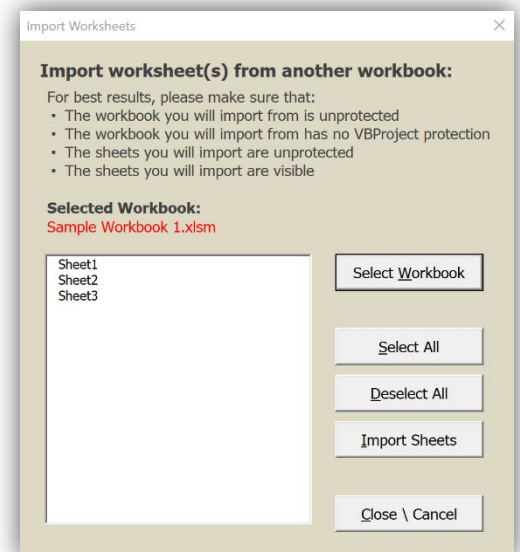 Import Worksheets
Import worksheet(s) from another workbook:
For best results, please make sure that:
▪ The workbook you will import from is unprotected
▪ The workbook you will import from has no VBProject protection
▪ The sheets you will import are unprotected
▪ The sheets you will import are visible
Selected Workbook:
Sample Workbook 1.xlsm
Sheet1
Sheet2
Sheet3
Select Workbook
Select All
Deselect All
Import Sheets
Close \ Cancel